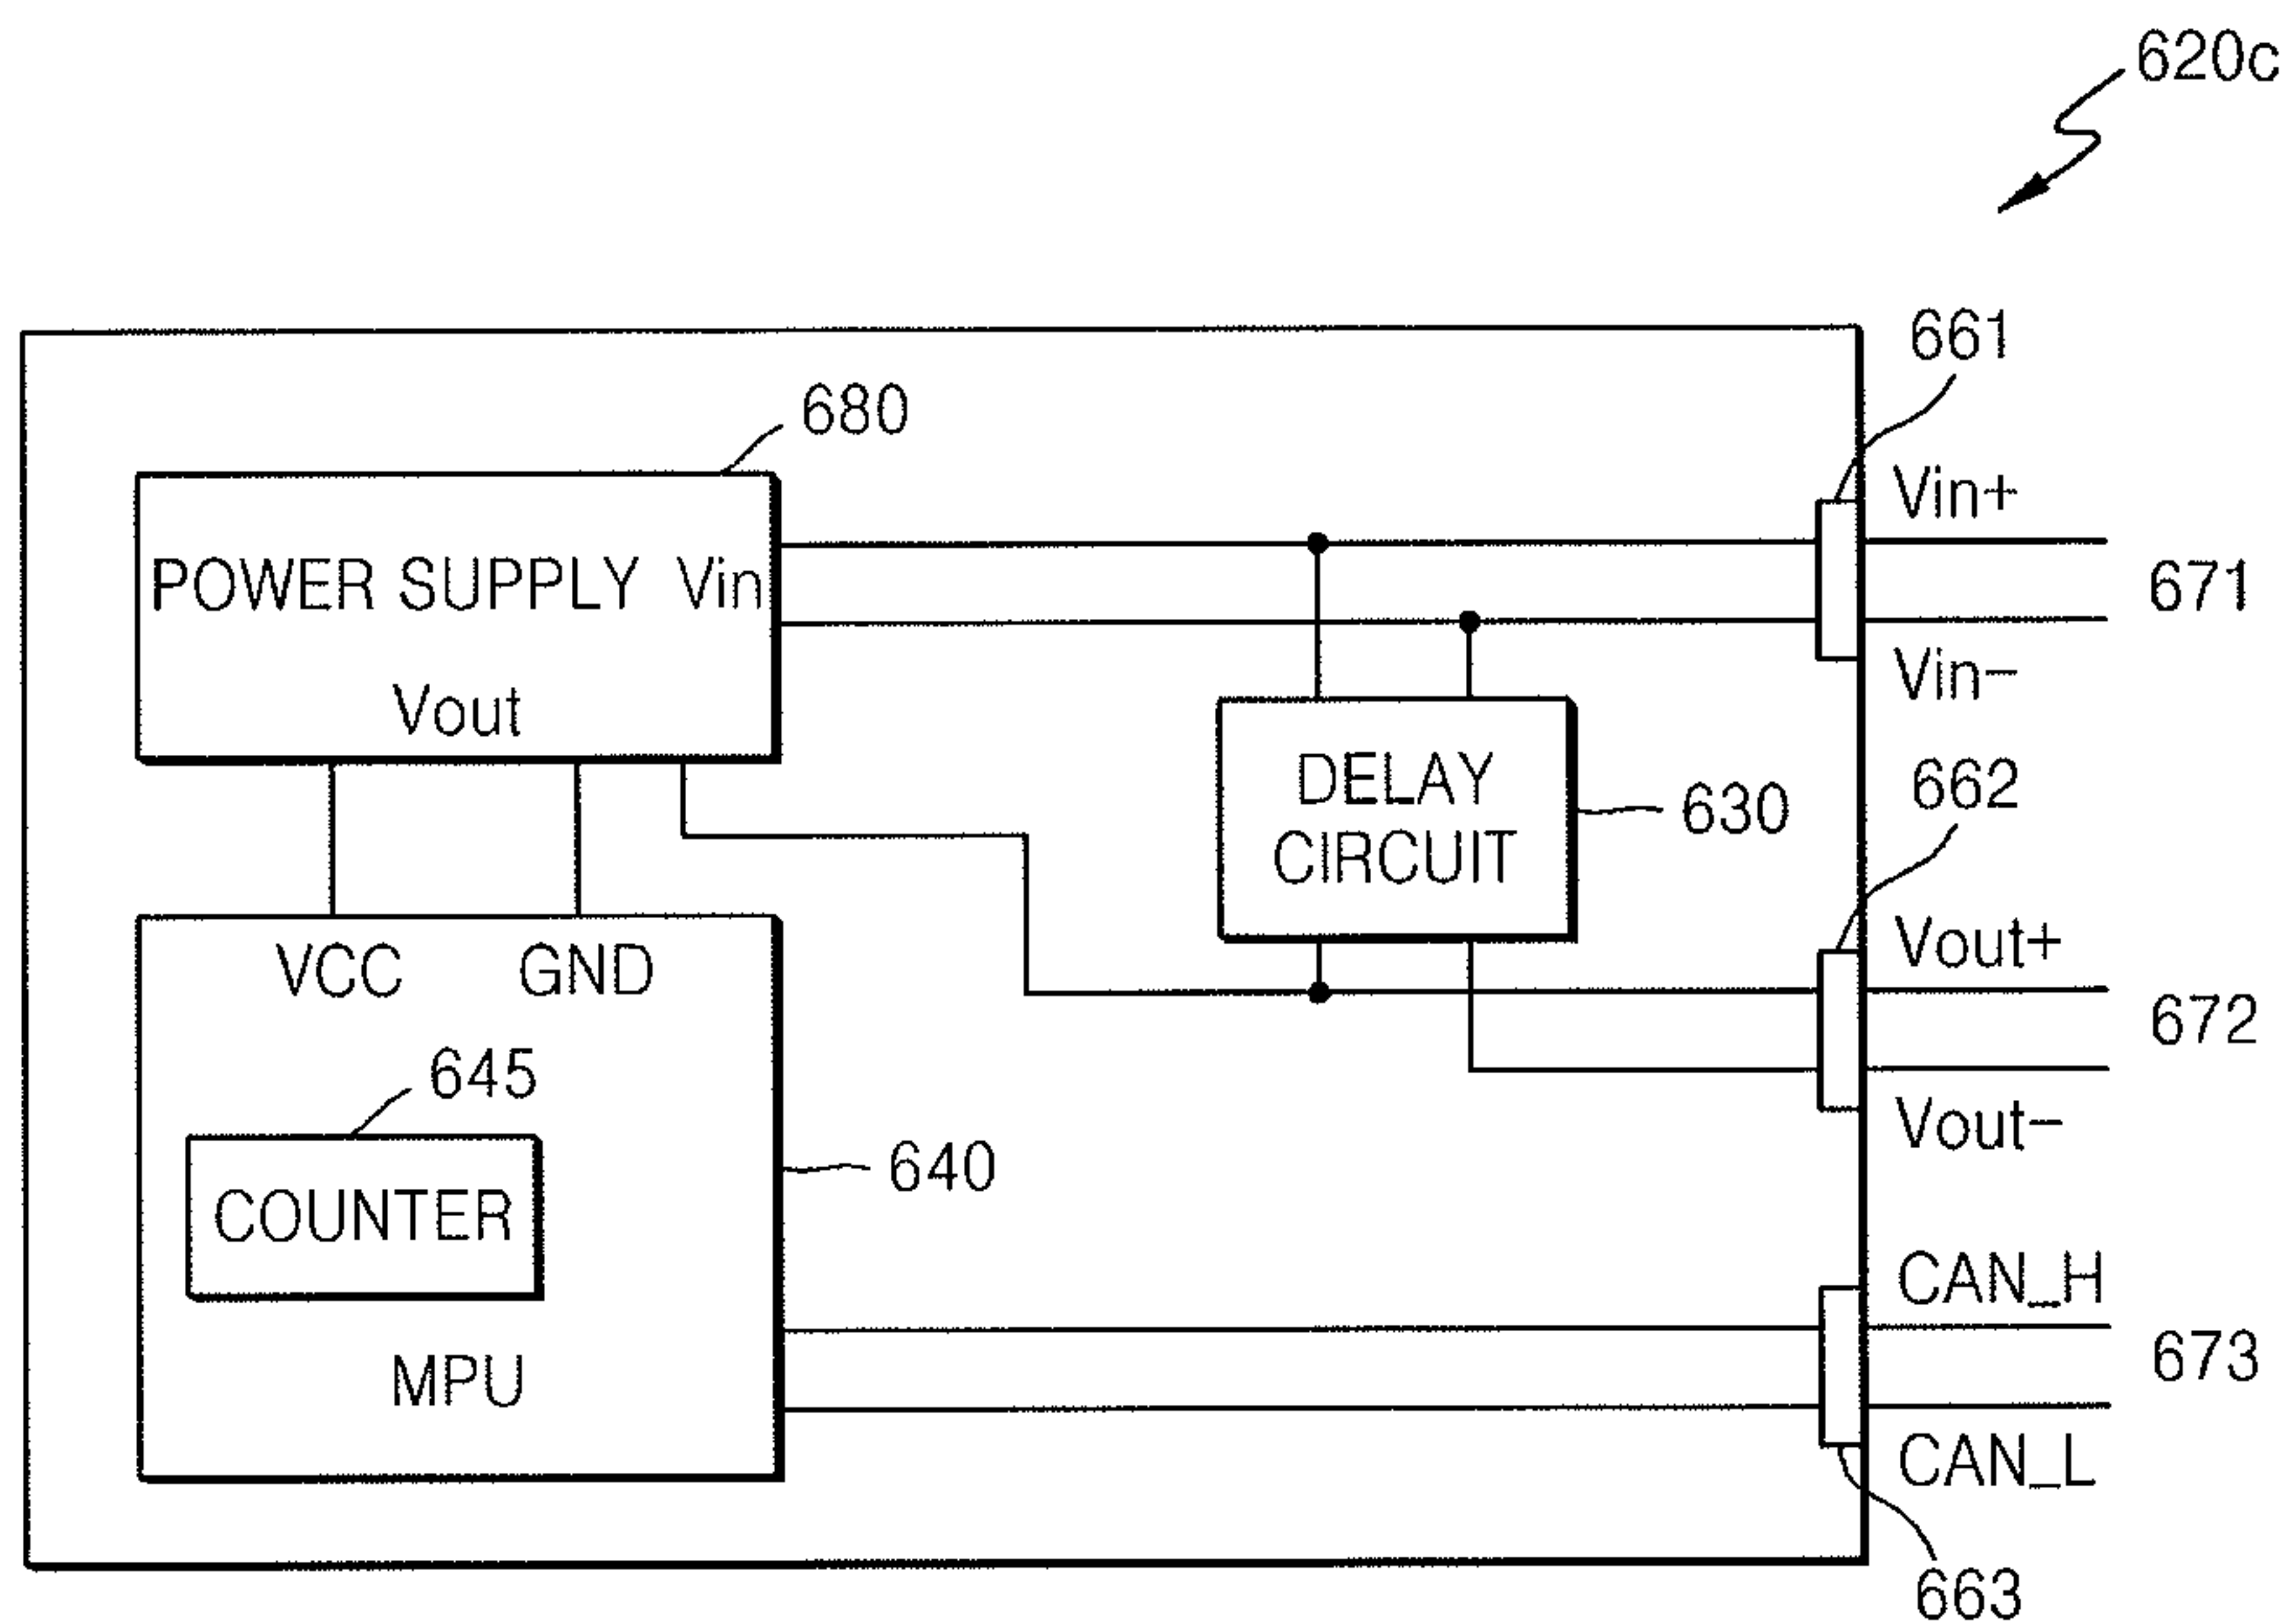 620c
661
680
Vin+
POWER SUPPLY Vin
671
Vin-
Vout
DELAY
CIRCUIT
630
662
Vout+
VCC GND
672
645
Vout-
640
COUNTER
CAN_H
673
MPU
CAN_L
663